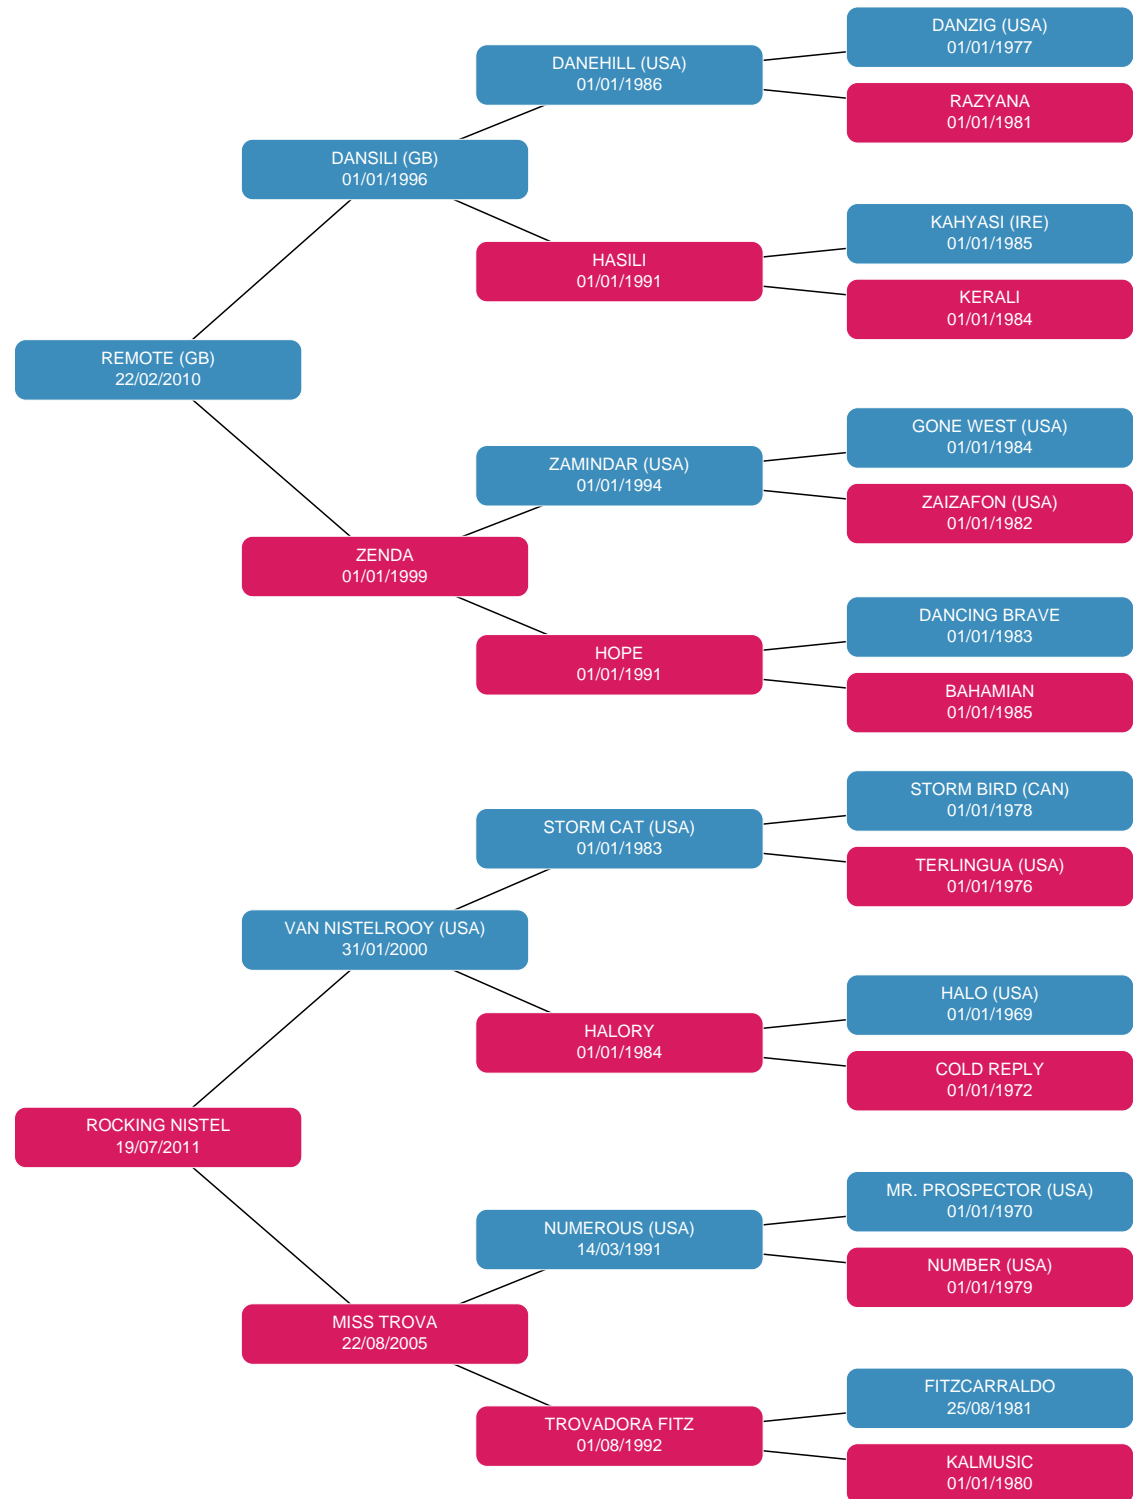 DANZIG (USA)
01/01/1977
DANEHILL (USA)
01/01/1986
RAZYANA
01/01/1981
DANSILI (GB)
01/01/1996
KAHYASI (IRE)
01/01/1985
HASILI
01/01/1991
KERALI
01/01/1984
REMOTE (GB)
22/02/2010
GONE WEST (USA)
01/01/1984
ZAMINDAR (USA)
01/01/1994
ZAIZAFON (USA)
01/01/1982
ZENDA
01/01/1999
DANCING BRAVE
01/01/1983
HOPE
01/01/1991
BAHAMIAN
01/01/1985
STORM BIRD (CAN)
01/01/1978
STORM CAT (USA)
01/01/1983
TERLINGUA (USA)
01/01/1976
VAN NISTELROOY (USA)
31/01/2000
HALO (USA)
01/01/1969
HALORY
01/01/1984
COLD REPLY
01/01/1972
ROCKING NISTEL
19/07/2011
MR. PROSPECTOR (USA)
01/01/1970
NUMEROUS (USA)
14/03/1991
NUMBER (USA)
01/01/1979
MISS TROVA
22/08/2005
FITZCARRALDO
25/08/1981
TROVADORA FITZ
01/08/1992
KALMUSIC
01/01/1980